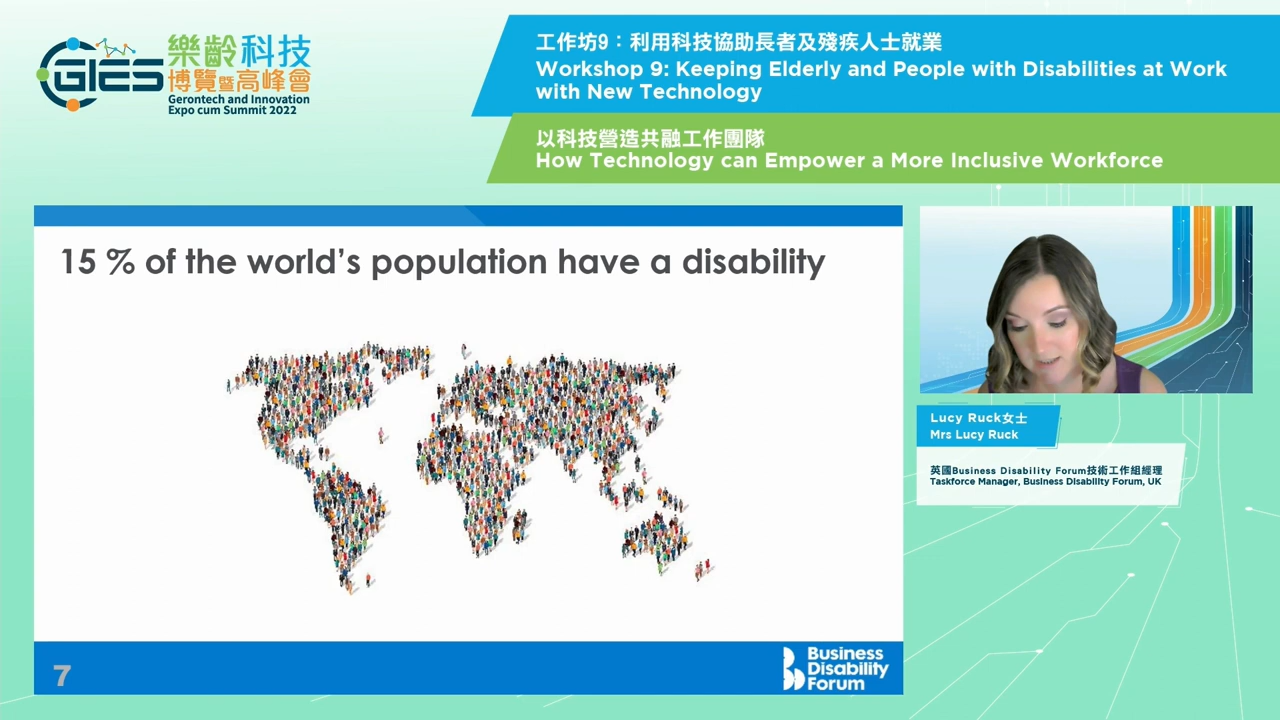 GIES
樂齡科技
博覽暨高峰會
Gerontech and Innovation
Expo cum Summit 2022
工作坊9：利用科技協助長者及殘疾人士就業
Workshop 9: Keeping Elderly and People with Disabilities at Work
with New Technology
以科技營造共融工作團隊
How Technology can Empower a More Inclusive Workforce
15 % of the world’s population have a disability
7
Business
Disability
Forum
Lucy Ruck女士
Mrs Lucy Ruck
英國Business Disability Forum技術工作組經理
Taskforce Manager, Business Disability Forum, UK